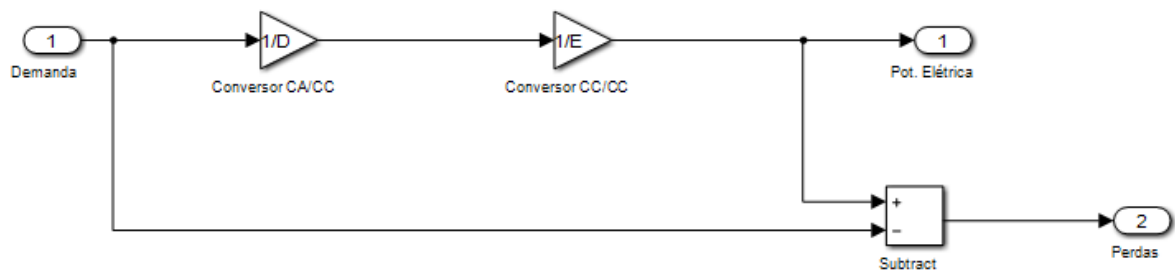 1
1/D
1/E
1
Demanda
Conversor CA/CC
Conversor CC/CC
Pot. Elétrica
+
−
2
Subtract
Perdas